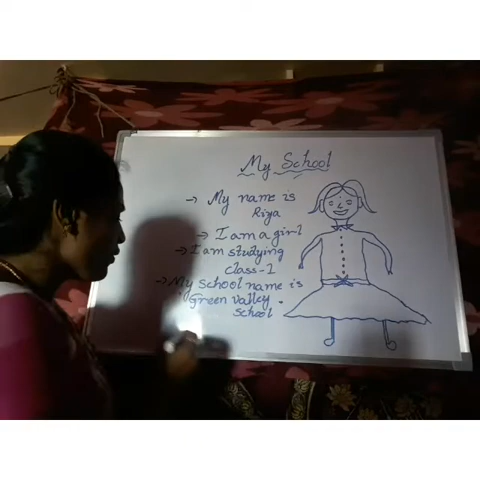 My School
→ My name is
Riya
→ I am a girl
→ I am studying
class-1
→ My school name is
Green valley
School.